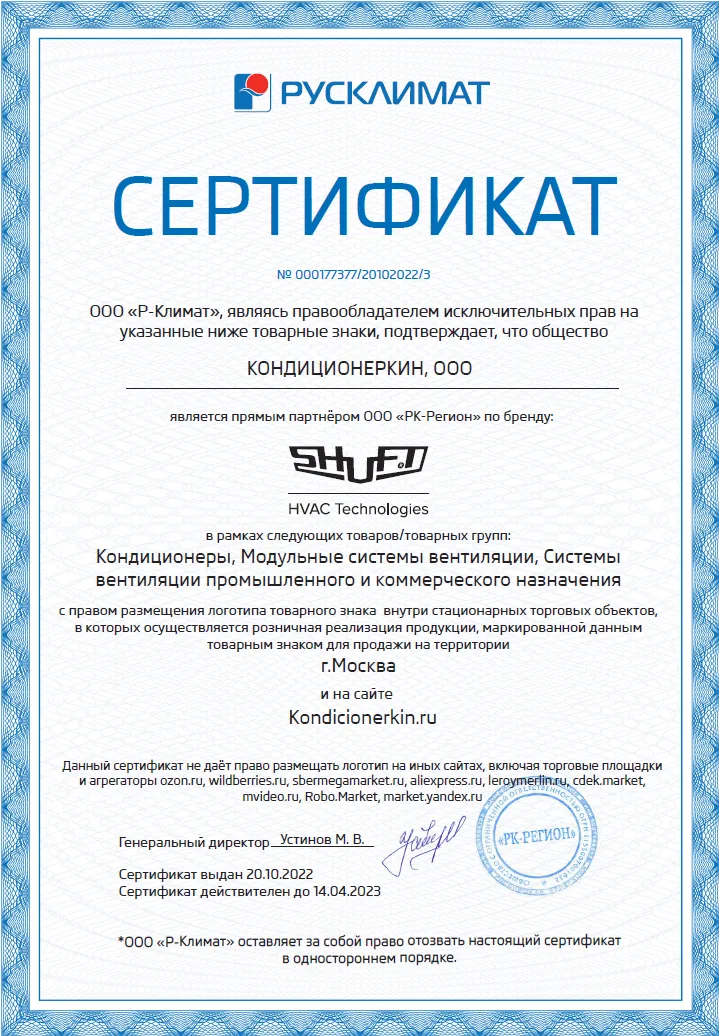 РУСКЛИМАТ
СЕРТИФИКАТ
№ 000177377/20102022/3
ООО «Р-Климат», являясь правообладателем исключительных прав на
указанные ниже товарные знаки, подтверждает, что общество
КОНДИЦИОНЕРКИН, ООО
является прямым партнёром ООО «РК-Регион» по бренду:
SHUFT
HVAC Technologies
в рамках следующих товаров/товарных групп:
Кондиционеры, Модульные системы вентиляции, Системы
вентиляции промышленного и коммерческого назначения
с правом размещения логотипа товарного знака внутри стационарных торговых объектов,
в которых осуществляется розничная реализация продукции, маркированной данным
товарным знаком для продажи на территории
г.Москва
и на сайте
Kondicionerkin.ru
Данный сертификат не даёт право размещать логотип на иных сайтах, включая торговые площадки
и агрегаторы ozon.ru, wildberries.ru, sbermegamarket.ru, aliexpress.ru, leroymerlin.ru, cdek.market,
mvideo.ru, Robo.Market, market.yandex.ru
Генеральный директор Устинов М. В.
«РК-РЕГИОН»
Сертификат выдан 20.10.2022
Сертификат действителен до 14.04.2023
*ООО «Р-Климат» оставляет за собой право отозвать настоящий сертификат
в одностороннем порядке.